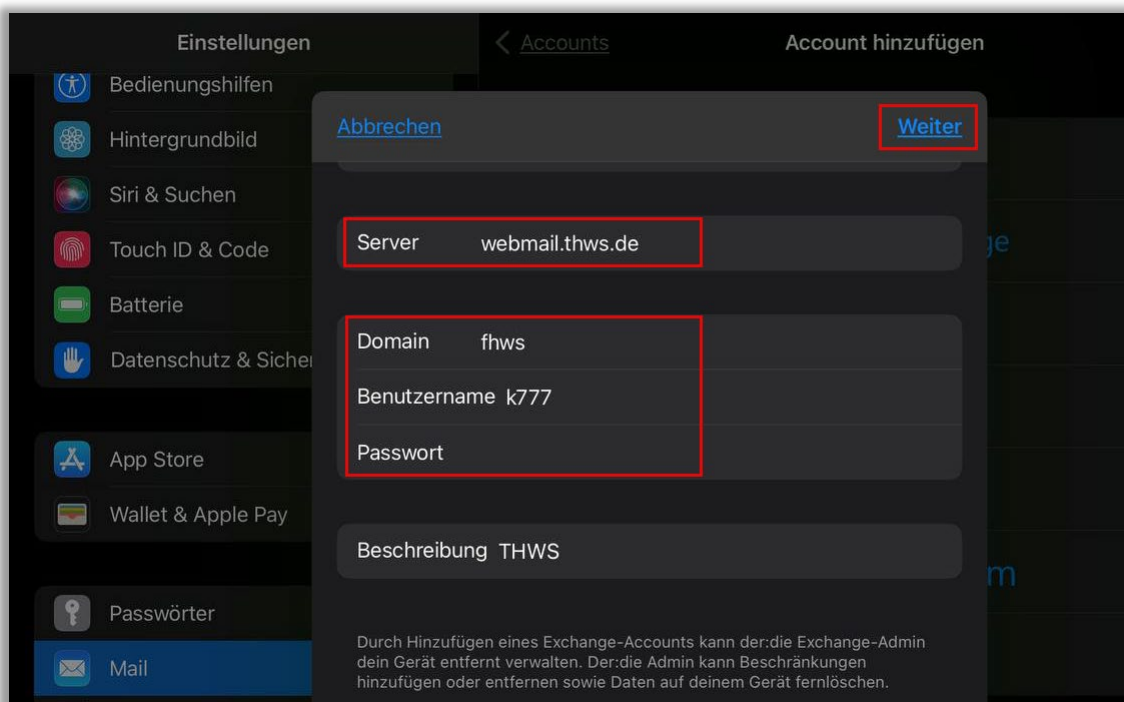 Einstellungen
Accounts
Account hinzufügen
Bedienungshilfen
Hintergrundbild
Siri & Suchen
Touch ID & Code
Batterie
Datenschutz & Sicher
App Store
Wallet & Apple Pay
Passwörter
Mail
Abbrechen
Weiter
Server webmail.thws.de
Domain fhws
Benutzername k777
Passwort
Beschreibung THWS
Durch Hinzufügen eines Exchange-Accounts kann der:die Exchange-Admin
dein Gerät entfernt verwalten. Der:die Admin kann Beschränkungen
hinzufügen oder entfernen sowie Daten auf deinem Gerät fernlöschen.
ge
m